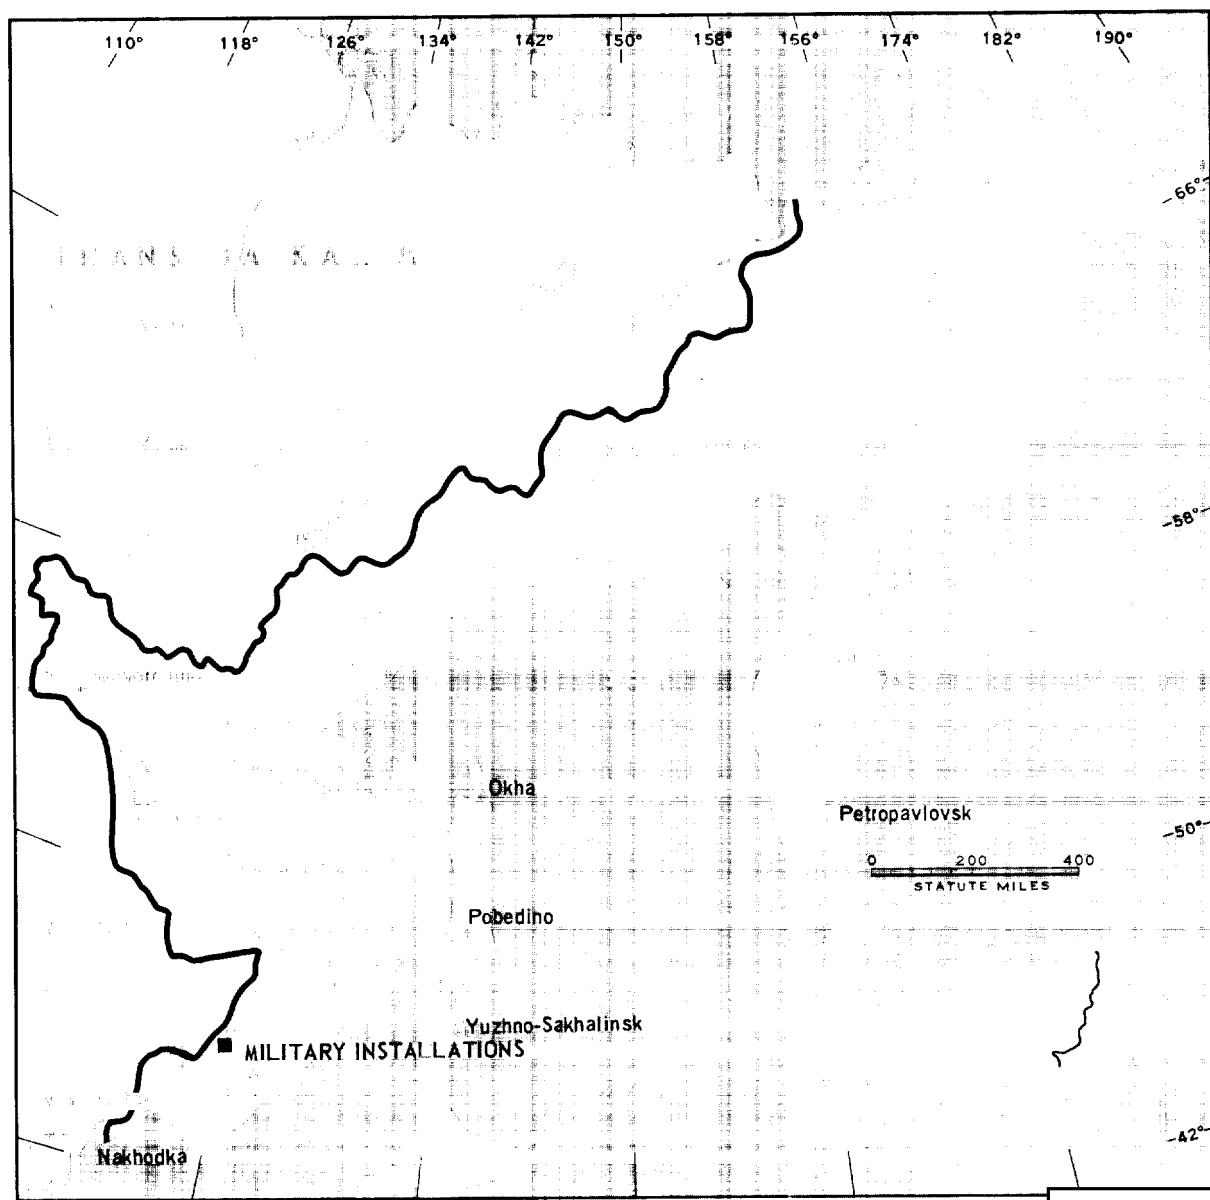 110° 118° 126° 134° 142° 150° 158° 166° 174° 182° 190°
66°
58°
Okha
Petropavlovsk
50°
0 200 400
STATUTE MILES
Pobedino
Yuzhno-Sakhalinsk
MILITARY INSTALLATIONS
42°
Nakhodka